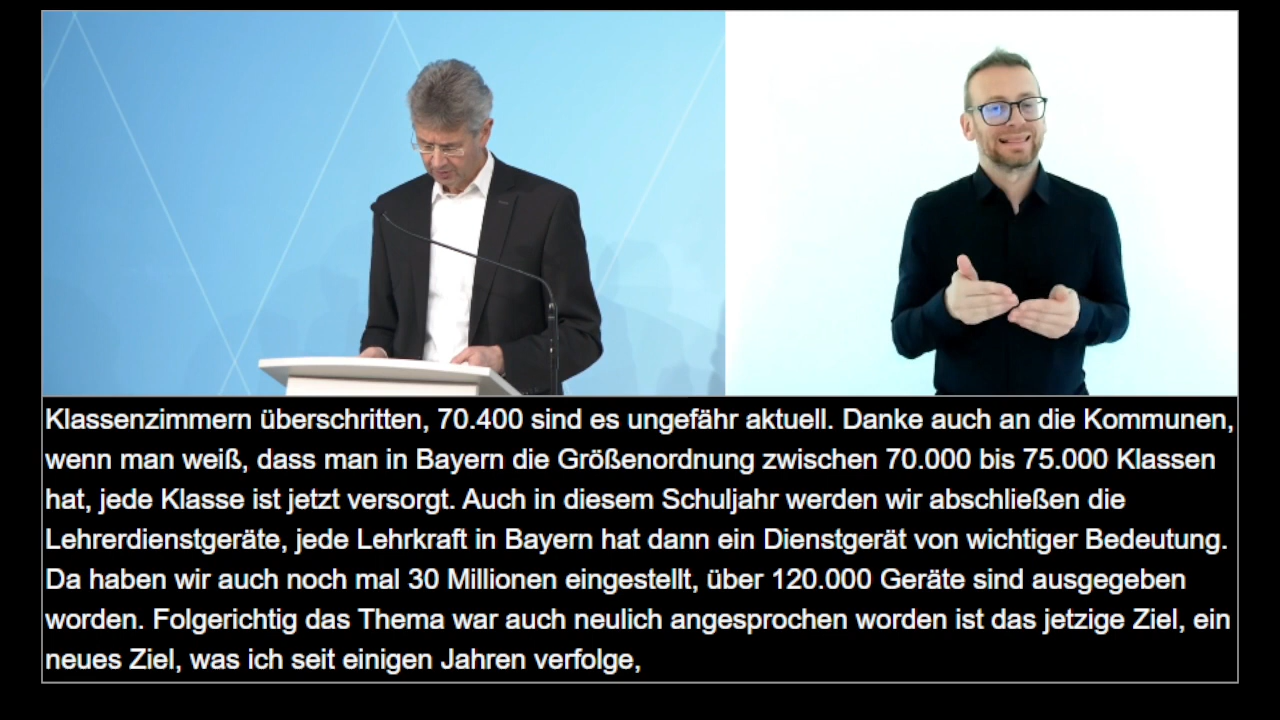 Klassenzimmern überschritten, 70.400 sind es ungefähr aktuell. Danke auch an die Kommunen,
wenn man weiß, dass man in Bayern die Größenordnung zwischen 70.000 bis 75.000 Klassen
hat, jede Klasse ist jetzt versorgt. Auch in diesem Schuljahr werden wir abschließen die
Lehrerdienstgeräte, jede Lehrkraft in Bayern hat dann ein Dienstgerät von wichtiger Bedeutung.
Da haben wir auch noch mal 30 Millionen eingestellt, über 120.000 Geräte sind ausgegeben
worden. Folgerichtig das Thema war auch neulich angesprochen worden ist das jetzige Ziel, ein
neues Ziel, was ich seit einigen Jahren verfolge,